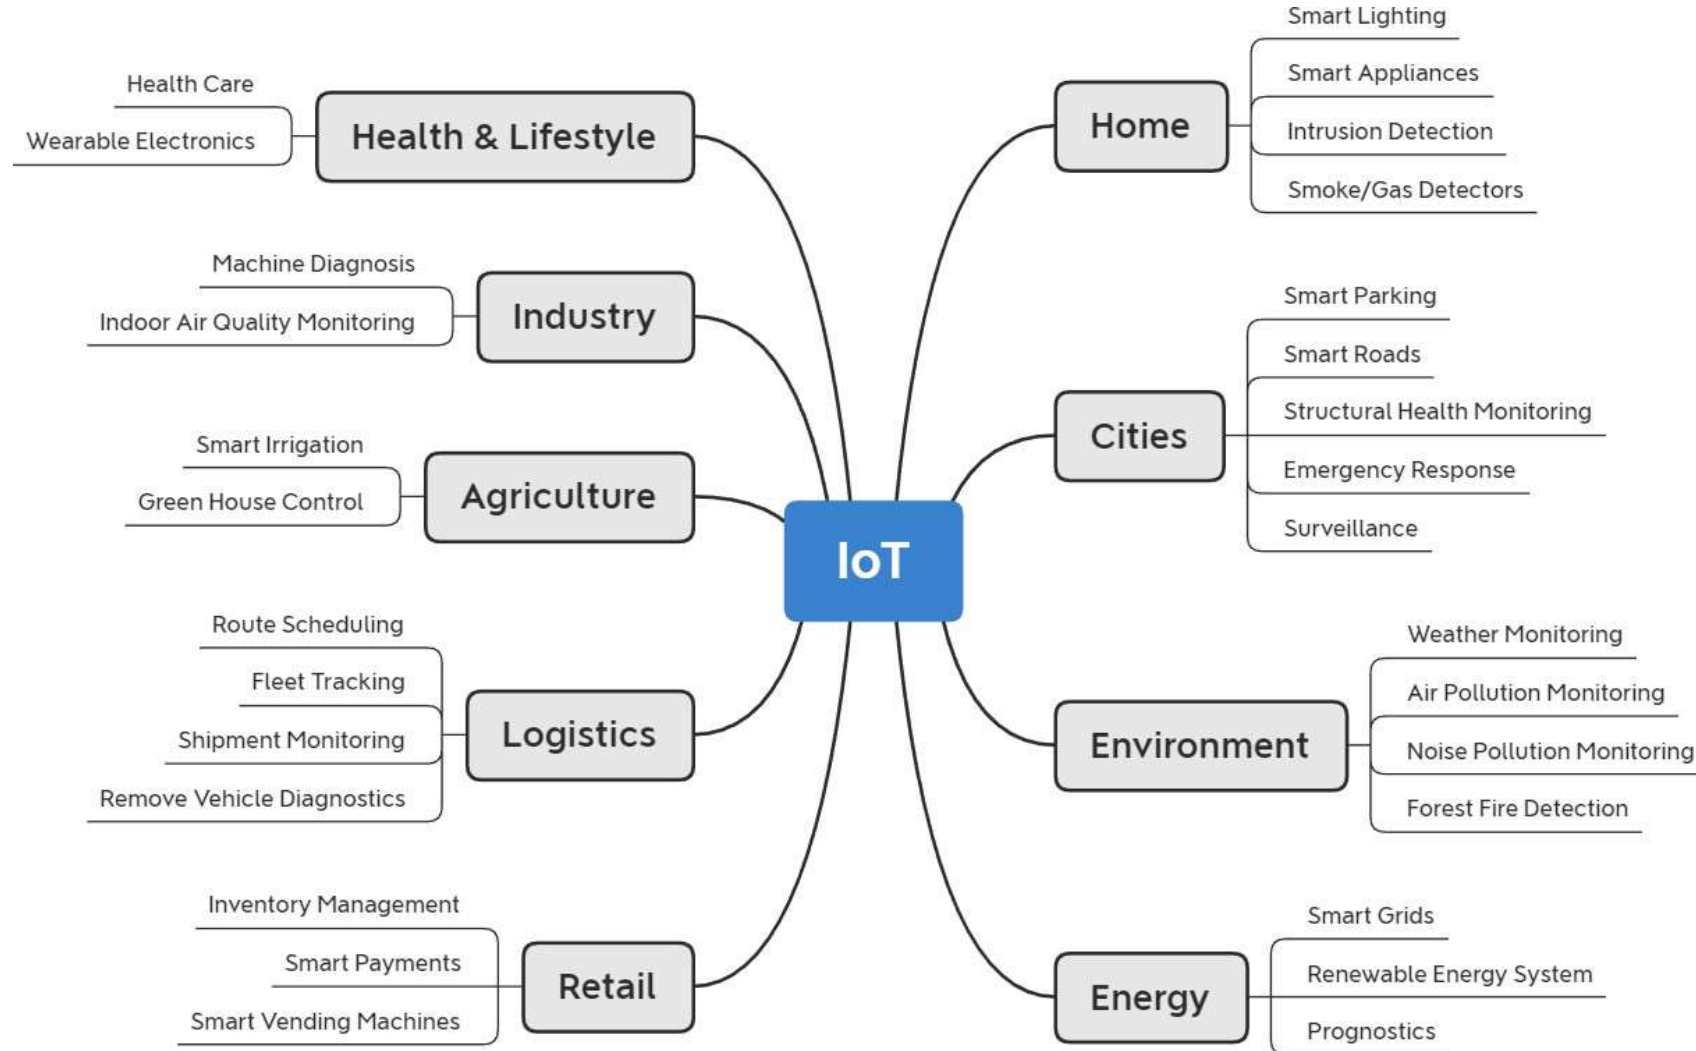 Health Care
Wearable Electronics
Health & Lifestyle
Machine Diagnosis
Indoor Air Quality Monitoring
Industry
Smart Irrigation
Green House Control
Agriculture
Route Scheduling
Fleet Tracking
Shipment Monitoring
Remove Vehicle Diagnostics
Logistics
Inventory Management
Smart Payments
Smart Vending Machines
Retail
IoT
Home
Smart Lighting
Smart Appliances
Intrusion Detection
Smoke/Gas Detectors
Cities
Smart Parking
Smart Roads
Structural Health Monitoring
Emergency Response
Surveillance
Environment
Weather Monitoring
Air Pollution Monitoring
Noise Pollution Monitoring
Forest Fire Detection
Energy
Smart Grids
Renewable Energy System
Prognostics